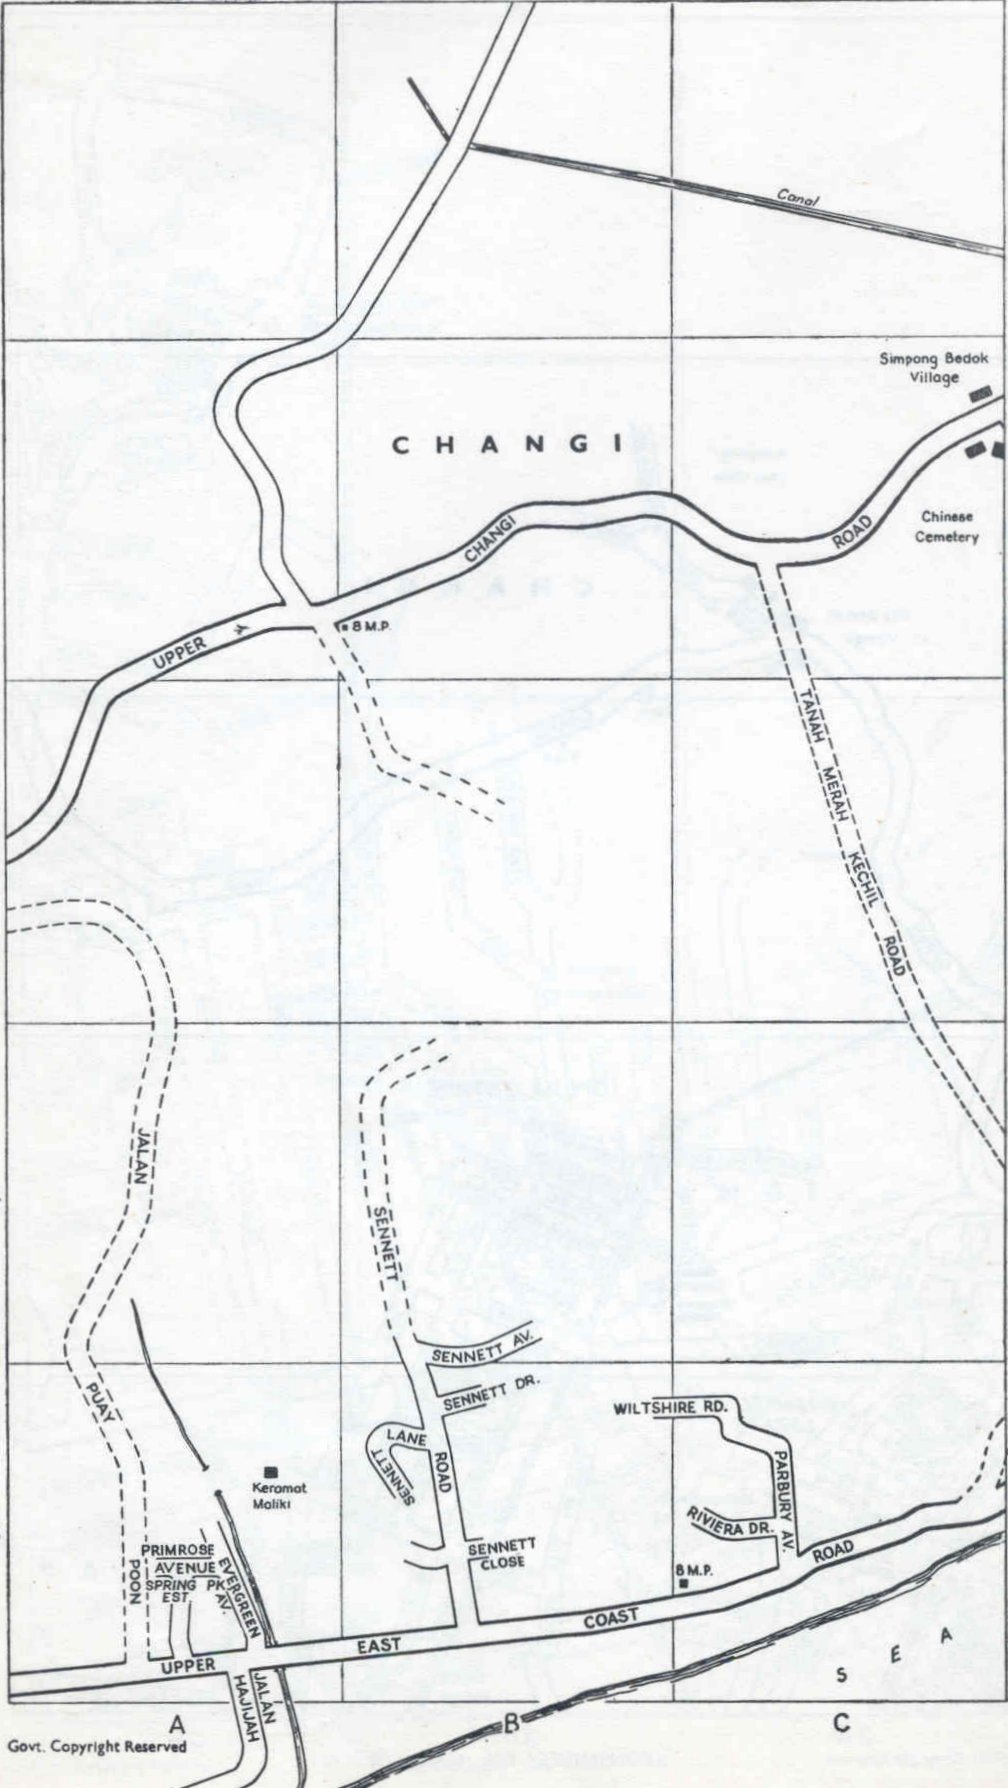 Canal
Simpong Bedok
Village
CHANGI
Chinese
Cemetery
UPPER CHANGI ROAD
8 M.P.
TANAH MERAH KECHIL ROAD
JALAN PUAY POON
SENNETT ROAD
SENNETT AV.
SENNETT DR.
SENNETT LANE
SENNETT
CLOSE
WILTSHIRE RD.
PARBURY AV.
RIVIERA DR.
8 M.P.
Keramat
Maliki
PRIMROSE
AVENUE
SPRING PK.
EST.
EVERGREEN
AV.
UPPER EAST COAST ROAD
JALAN
HAJIJAH
SEA
A B C
Govt. Copyright Reserved